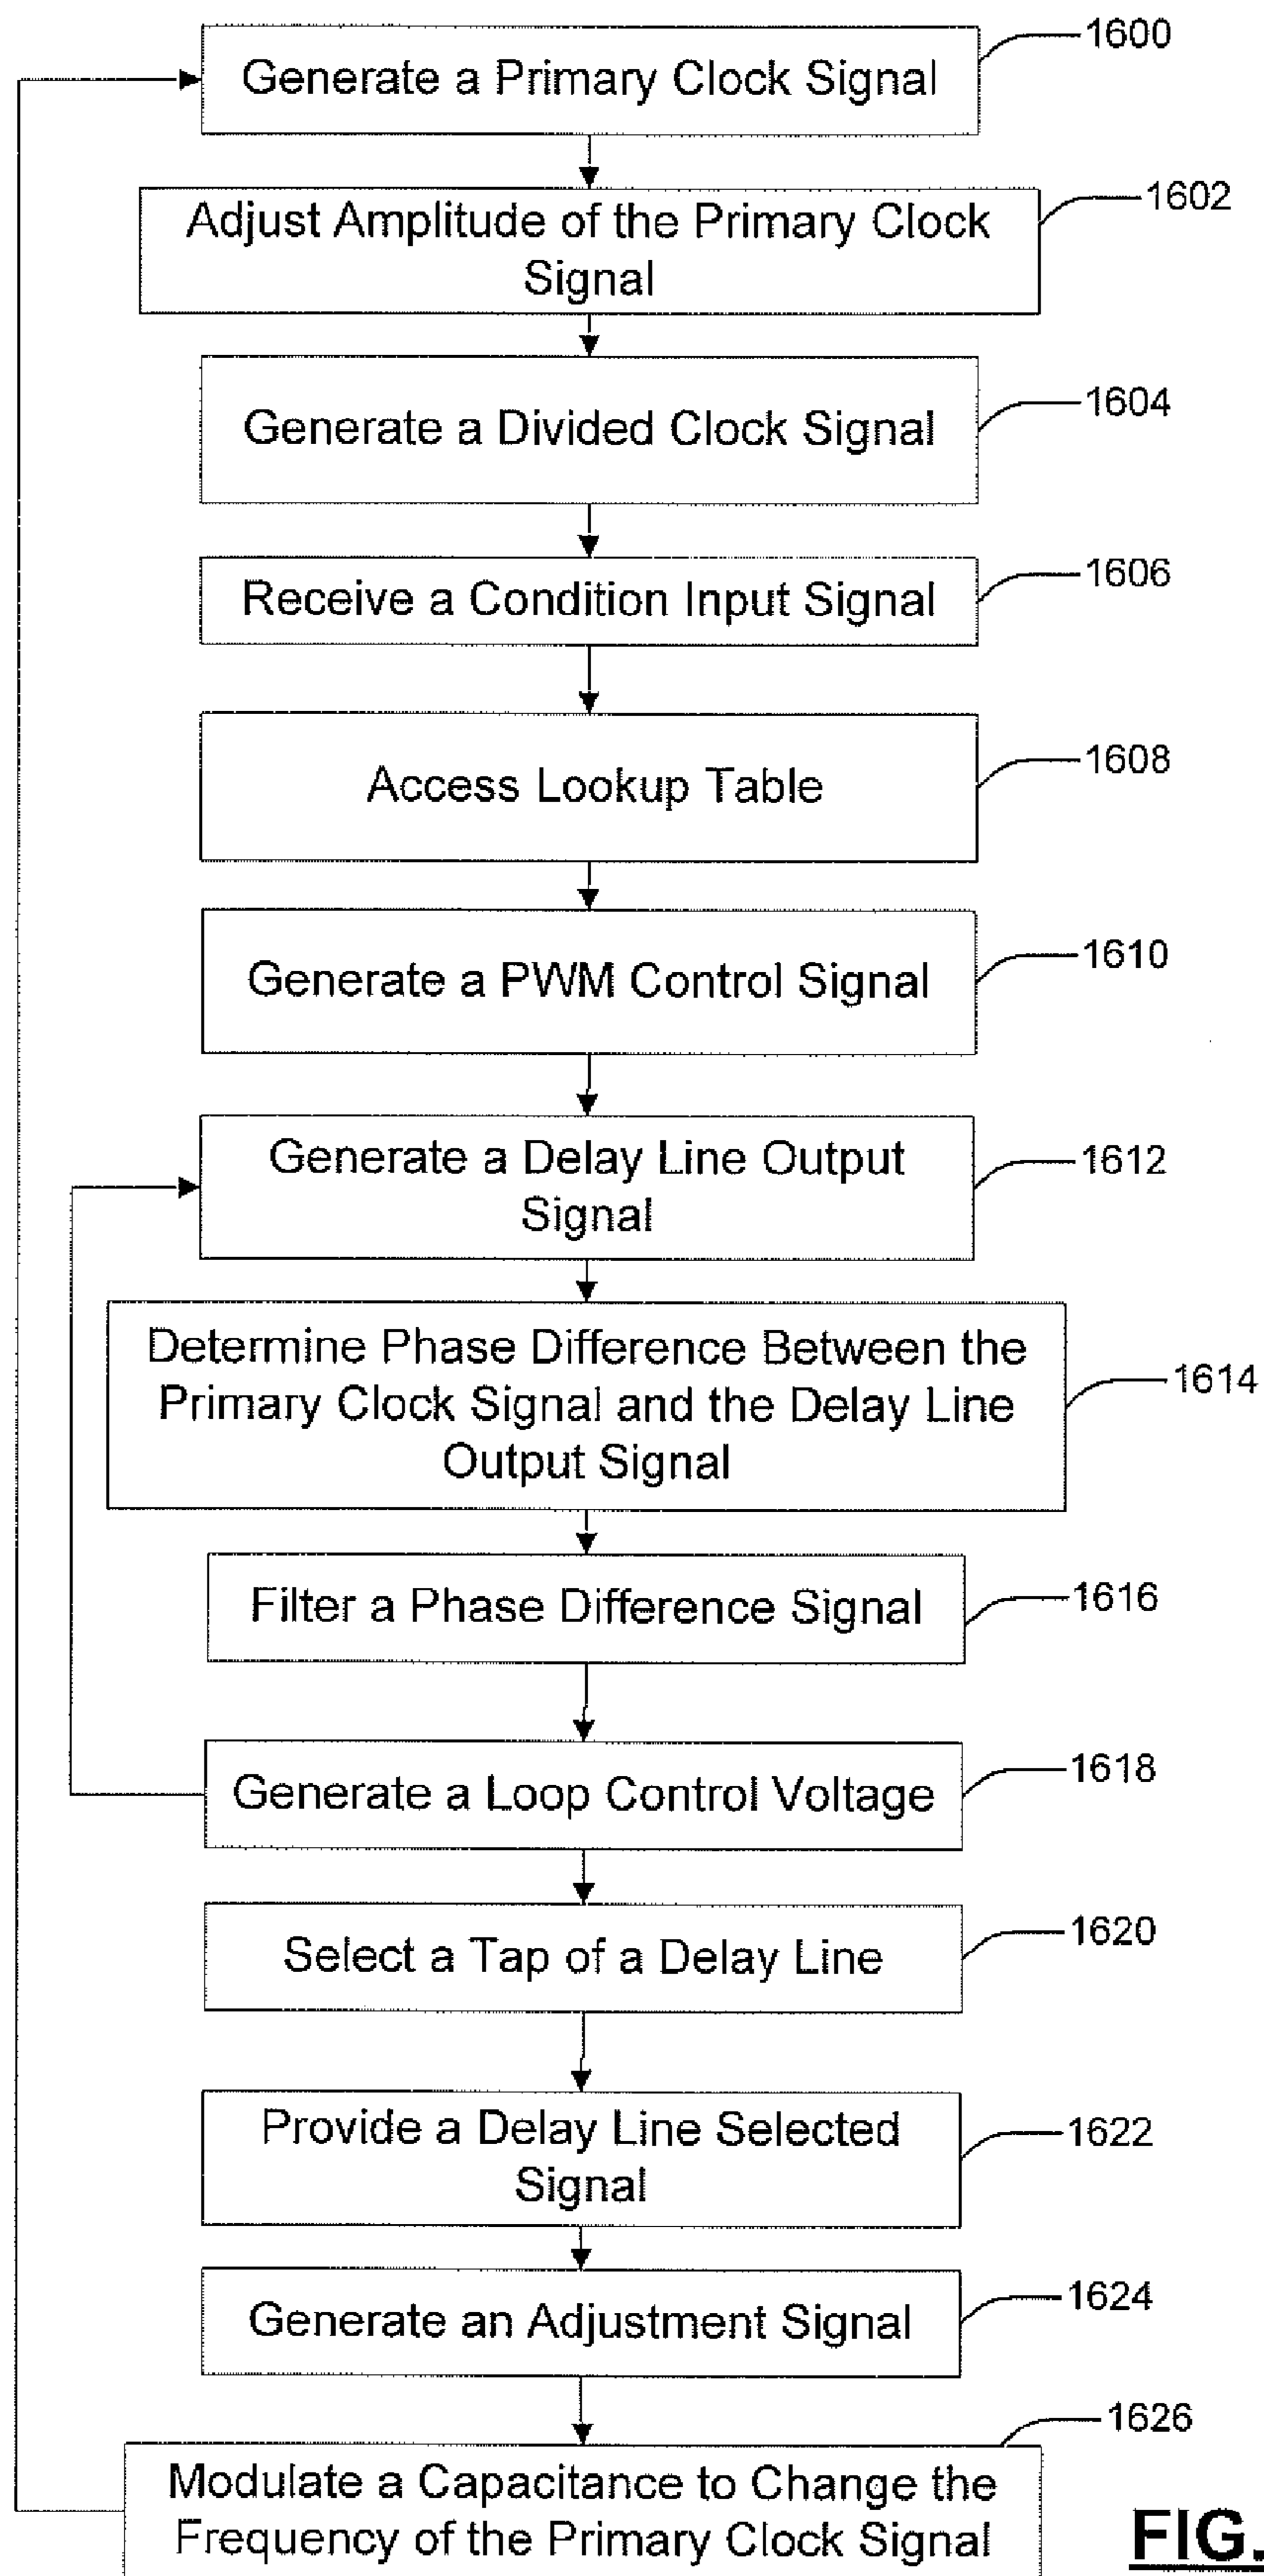 Generate a Primary Clock Signal
1600
Adjust Amplitude of the Primary Clock
Signal
1602
Generate a Divided Clock Signal
1604
Receive a Condition Input Signal
1606
Access Lookup Table
1608
Generate a PWM Control Signal
1610
Generate a Delay Line Output
Signal
1612
Determine Phase Difference Between the
Primary Clock Signal and the Delay Line
Output Signal
1614
Filter a Phase Difference Signal
1616
Generate a Loop Control Voltage
1618
Select a Tap of a Delay Line
1620
Provide a Delay Line Selected
Signal
1622
Generate an Adjustment Signal
1624
1626
Modulate a Capacitance to Change the
Frequency of the Primary Clock Signal
FIG.